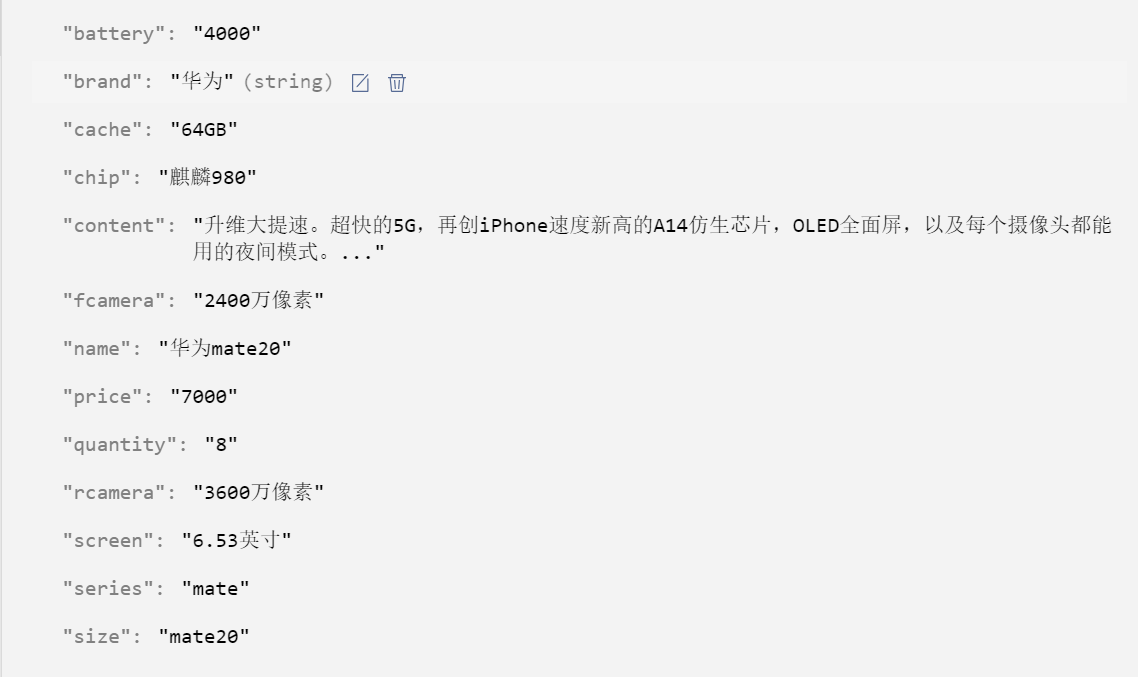 "battery": "4000"
"brand": "华为" (string)
"cache": "64GB"
"chip": "麒麟980"
"content": "升维大提速。超快的5G，再创iPhone速度新高的A14仿生芯片，OLED全面屏，以及每个摄像头都能
用的夜间模式。..."
"fcamera": "2400万像素"
"name": "华为mate20"
"price": "7000"
"quantity": "8"
"rcamera": "3600万像素"
"screen": "6.53英寸"
"series": "mate"
"size": "mate20"